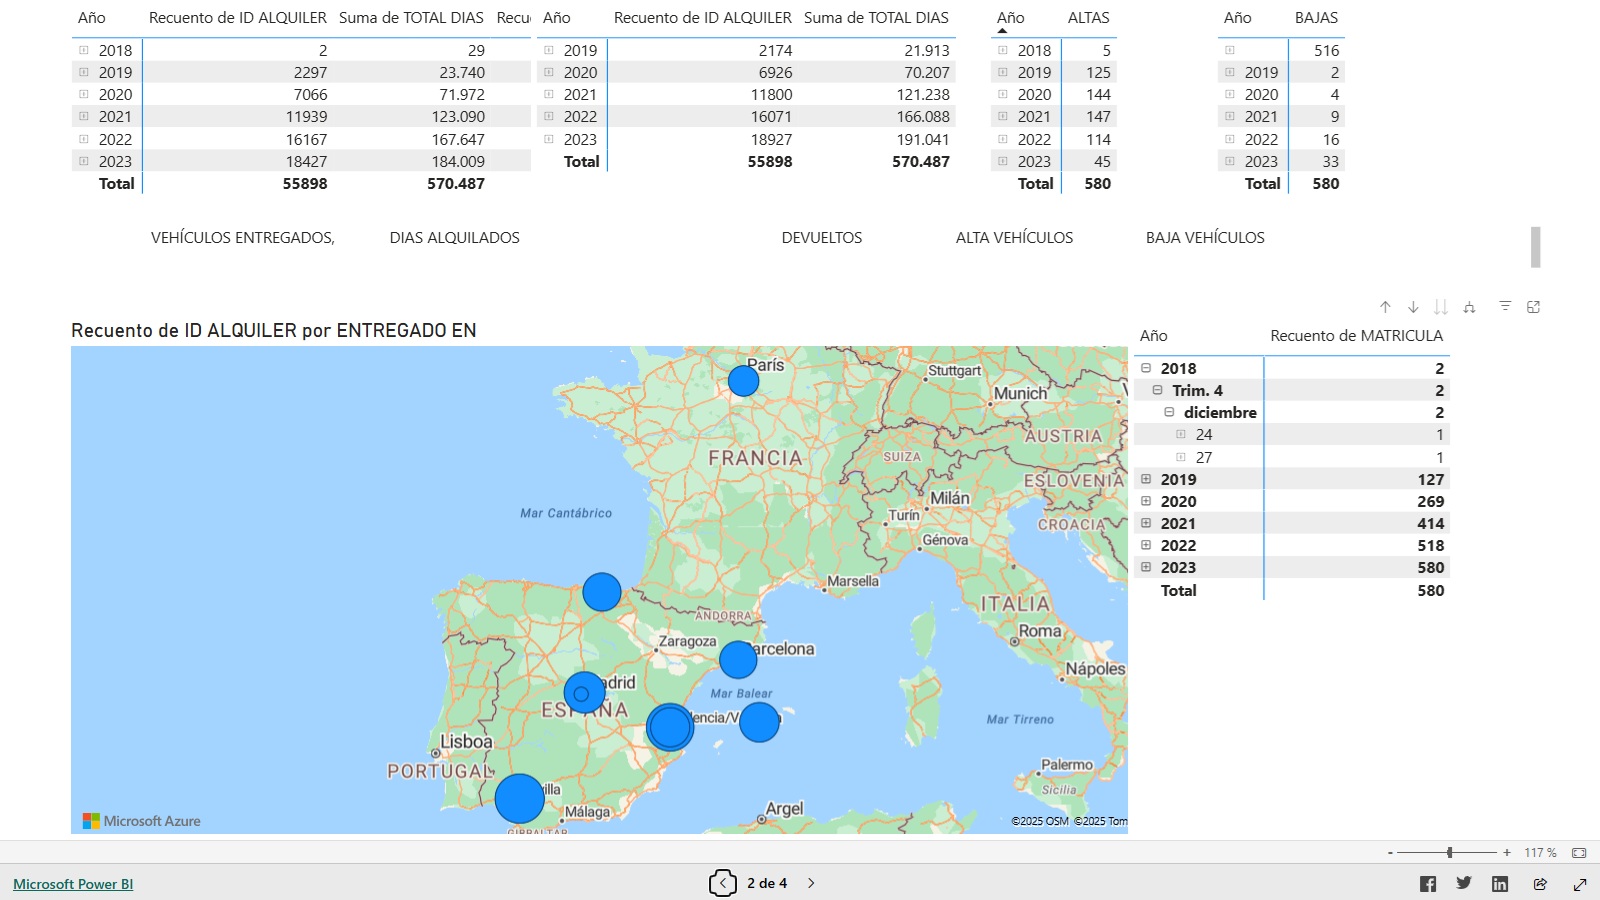 Año Recuento de ID ALQUILER Suma de TOTAL DIAS Recu
2018 2 29
2019 2297 23.740
2020 7066 71.972
2021 11939 123.090
2022 16167 167.647
2023 18427 184.009
Total 55898 570.487
Año Recuento de ID ALQUILER Suma de TOTAL DIAS
2019 2174 21.913
2020 6926 70.207
2021 11800 121.238
2022 16071 166.088
2023 18927 191.041
Total 55898 570.487
Año ALTAS
2018 5
2019 125
2020 144
2021 147
2022 114
2023 45
Total 580
Año BAJAS
516
2019 2
2020 4
2021 9
2022 16
2023 33
Total 580
VEHÍCULOS ENTREGADOS,
DIAS ALQUILADOS
DEVUELTOS
ALTA VEHÍCULOS
BAJA VEHÍCULOS
Recuento de ID ALQUILER por ENTREGADO EN
París
Stuttgart
Munich
AUSTRIA
FRANCIA
SUIZA
ESLOVENIA
Milán
Turín
CROACIA
Mar Cantábrico
Génova
Marsella
ITALIA
ANDORRA
Roma
Zaragoza
arcelona
Nápoles
adrid
Mar Balear
ESPAÑA
lencia/V
Mar Tirreno
Lisboa
PORTUGAL
Palermo
Sicilia
illa
Málaga
Argel
GIBRALTAR
Microsoft Azure
©2025 OSM ©2025 Tom
Año Recuento de MATRICULA
2018 2
Trim. 4 2
diciembre 2
24 1
27 1
2019 127
2020 269
2021 414
2022 518
2023 580
Total 580
- + 117 %
Microsoft Power BI
2 de 4